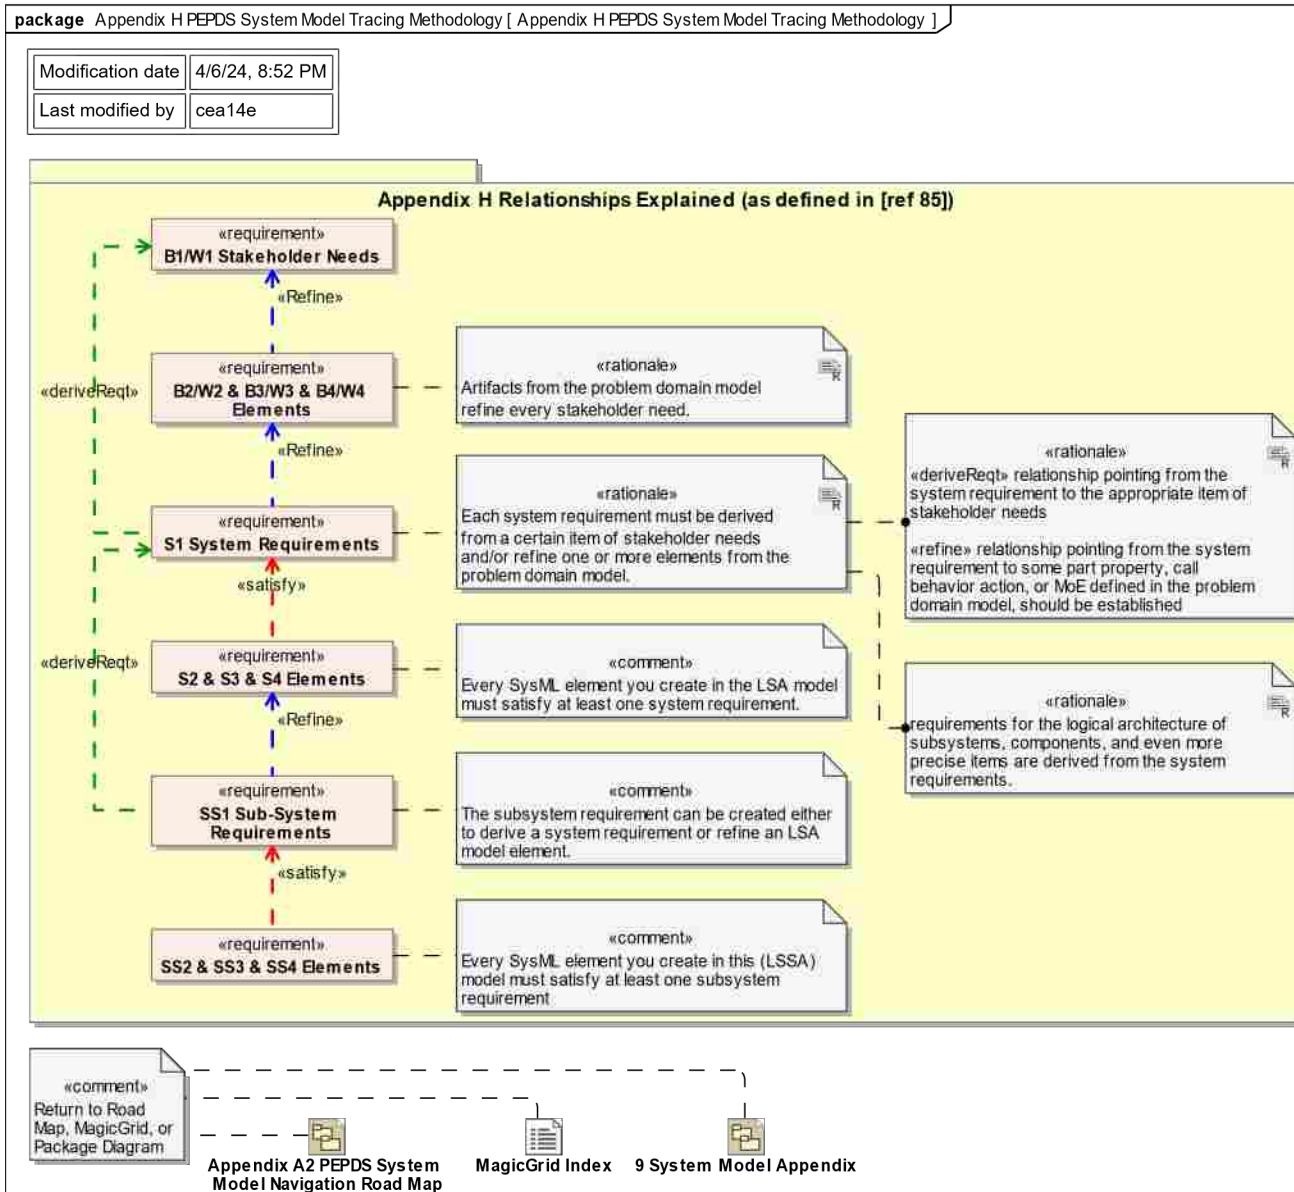 package Appendix H PEPDS System Model Tracing Methodology [ Appendix H PEPDS System Model Tracing Methodology ]
Modification date 4/6/24, 8:52 PM
Last modified by cea14e
Appendix H Relationships Explained (as defined in [ref 85])
«requirement»
B1/W1 Stakeholder Needs
«Refine»
«requirement»
B2/W2 & B3/W3 & B4/W4
Elements
«deriveReqt»
«rationale»
Artifacts from the problem domain model
refine every stakeholder need.
«Refine»
«requirement»
S1 System Requirements
«rationale»
Each system requirement must be derived
from a certain item of stakeholder needs
and/or refine one or more elements from the
problem domain model.
«rationale»
«deriveReqt» relationship pointing from the
system requirement to the appropriate item of
stakeholder needs
«refine» relationship pointing from the system
requirement to some part property, call
behavior action, or MoE defined in the problem
domain model, should be established
«satisfy»
«deriveReqt»
«requirement»
S2 & S3 & S4 Elements
«comment»
Every SysML element you create in the LSA model
must satisfy at least one system requirement.
«rationale»
requirements for the logical architecture of
subsystems, components, and even more
precise items are derived from the system
requirements.
«Refine»
«requirement»
SS1 Sub-System
Requirements
«comment»
The subsystem requirement can be created either
to derive a system requirement or refine an LSA
model element.
«satisfy»
«requirement»
SS2 & SS3 & SS4 Elements
«comment»
Every SysML element you create in this (LSSA)
model must satisfy at least one subsystem
requirement
«comment»
Return to Road
Map, MagicGrid, or
Package Diagram
Appendix A2 PEPDS System
Model Navigation Road Map
MagicGrid Index
9 System Model Appendix